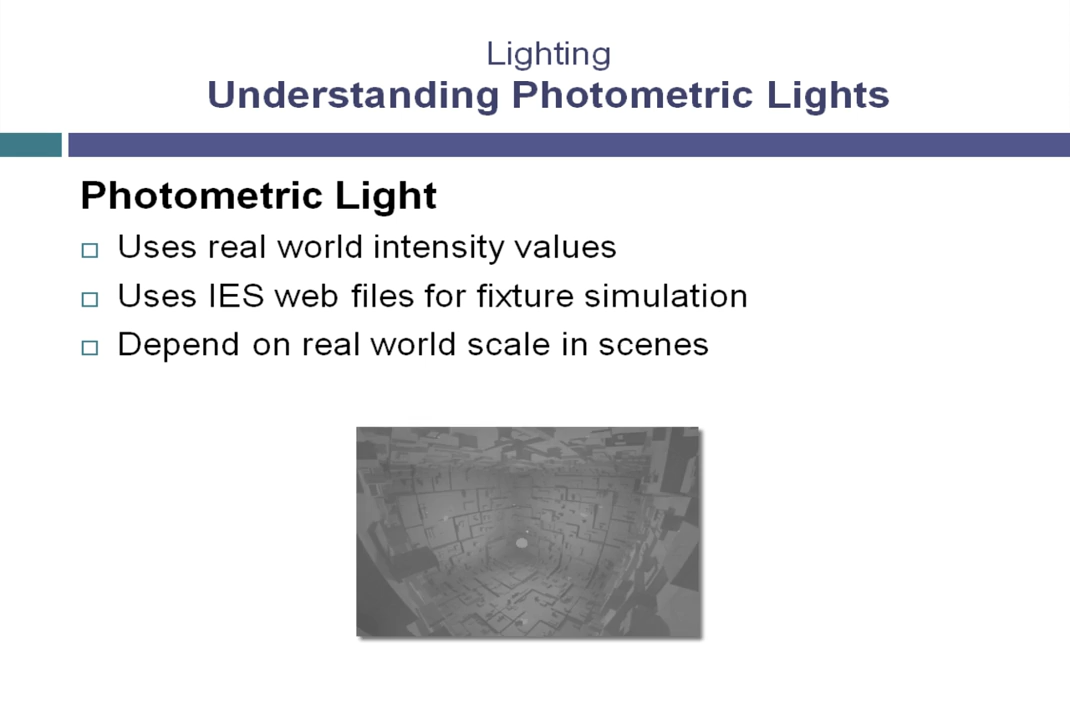 Lighting
Understanding Photometric Lights
Photometric Light
Uses real world intensity values
Uses IES web files for fixture simulation
Depend on real world scale in scenes